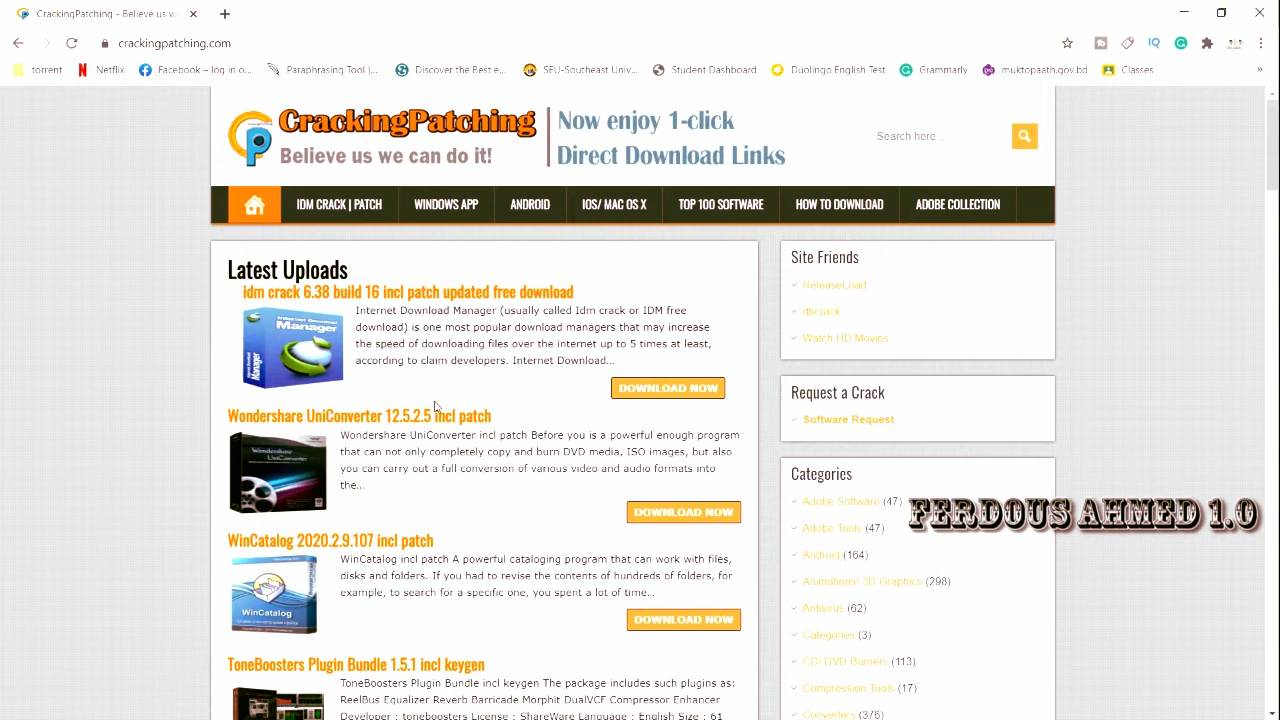 CrackingPatching - Believe us w
crackingpatching.com
torrent
Netflix
Facebook – log in o...
Paraphrasing Tool |...
Discover the Best e...
SEU-Southeast Univ...
Student Dashboard
Duolingo English Test
Grammarly
muktopaath.gov.bd
Classes
»
CrackingPatching
Believe us we can do it!
Now enjoy 1-click
Direct Download Links
Search here...
IDM CRACK | PATCH
WINDOWS APP
ANDROID
IOS/ MAC OS X
TOP 100 SOFTWARE
HOW TO DOWNLOAD
ADOBE COLLECTION
Latest Uploads
idm crack 6.38 build 16 incl patch updated free download
Internet Download
Manager
Internet Download Manager (usually called Idm crack or IDM free
download) is one most popular download managers that may increase
the speed of downloading files over the internet up to 5 times at least,
according to claim developers. Internet Download...
DOWNLOAD NOW
Wondershare UniConverter 12.5.2.5 incl patch
Wondershare
UniConverter
Wondershare UniConverter incl patch Before you is a powerful enough program
that can not only completely copy and burn DVD media, ISO images, but also
you can carry out a full conversion of various video and audio formats into
the...
DOWNLOAD NOW
WinCatalog 2020.2.9.107 incl patch
WinCatalog
WinCatalog incl patch A powerful cataloging program that can work with files,
disks and folders. If you had to revise the contents of hundreds of folders, for
example, to search for a specific one, you spent a lot of time...
DOWNLOAD NOW
ToneBoosters Plugin Bundle 1.5.1 incl keygen
ToneBoosters Plugin Bundle incl keygen The package includes such plugins as:
ReelBus Equalizer Reverb Barricade Module VCF Compressor Enhancer
Developer : toneboosters License : ShareWare Language : English Size : 61
Site Friends
ReleaseLoad
dbcrack
Watch HD Movies
Request a Crack
Software Request
Categories
Adobe Software (47)
Adobe Tools (47)
Android (164)
Animations/ 3D Graphics (298)
Antivirus (62)
Categories (3)
CD/ DVD Burners (113)
Compression Tools (17)
Converters (376)
FERDOUS AHMED 1.0